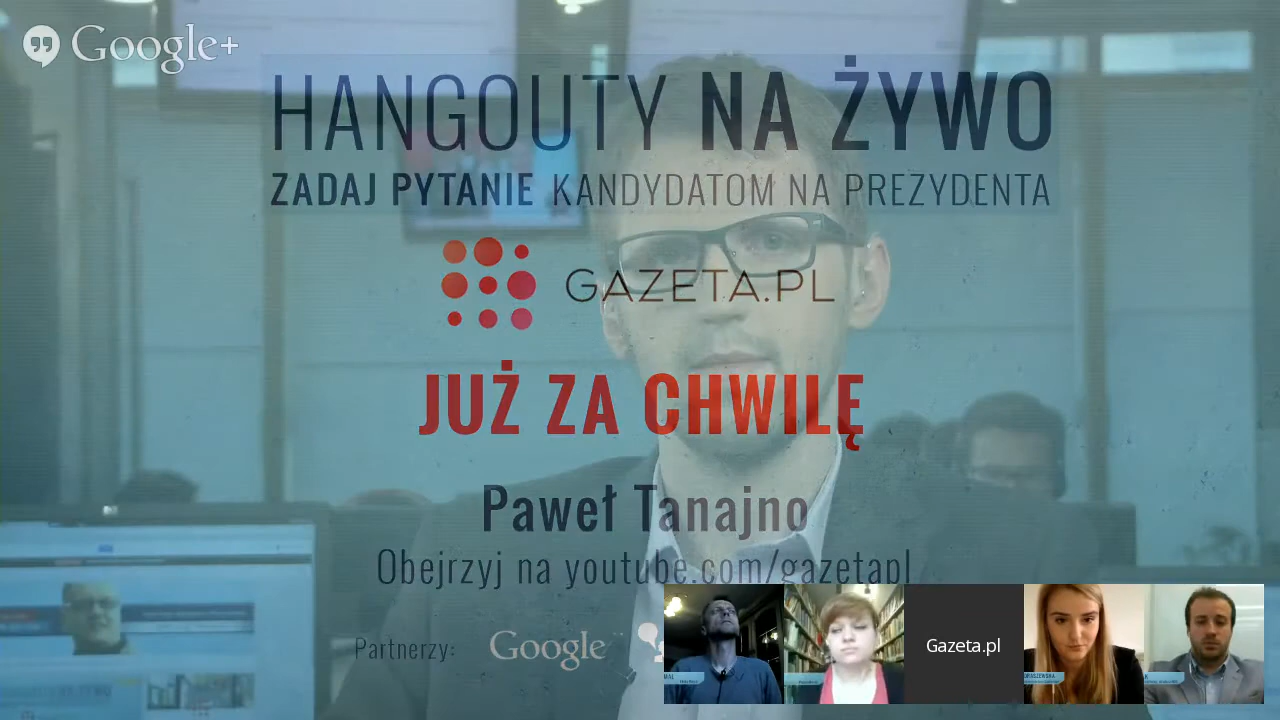 Google+
HANGOUTY NA ŻYWO
ZADAJ PYTANIE KANDYDATOM NA PREZYDENTA
GAZETA.PL
JUŻ ZA CHWILĘ
Paweł Tanajno
Obejrzyj na youtube.com/gazetapl
Partnerzy: Google
Gazeta.pl